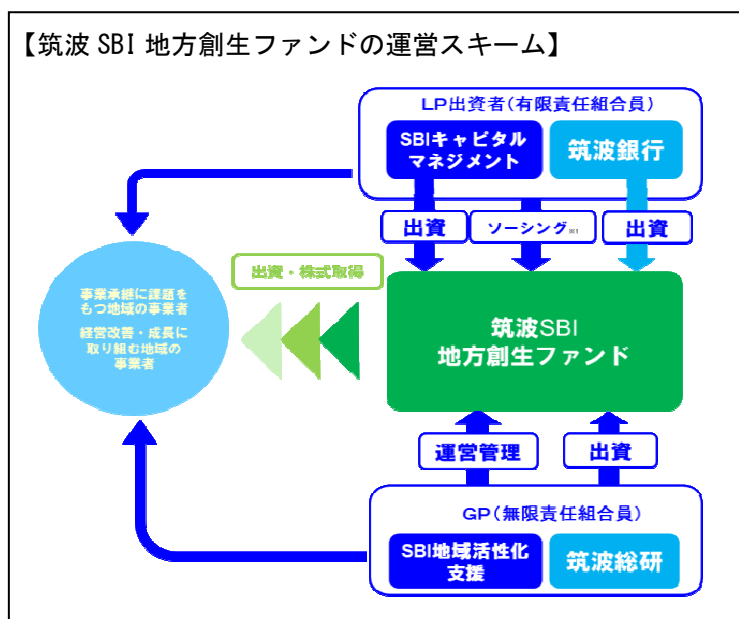 【筑波 SBI 地方創生ファンドの運営スキーム】
LP出資者(有限責任組合員)
SBIキャピタル
マネジメント
筑波銀行
出資
ソーシング
出資
出資・株式取得
事業承継に課題を
もつ地域の事業者
経営改善・成長に
取り組む地域の
事業者
筑波SBI
地方創生ファンド
運営管理
出資
GP(無限責任組合員)
SBI地域活性化
支援
筑波総研